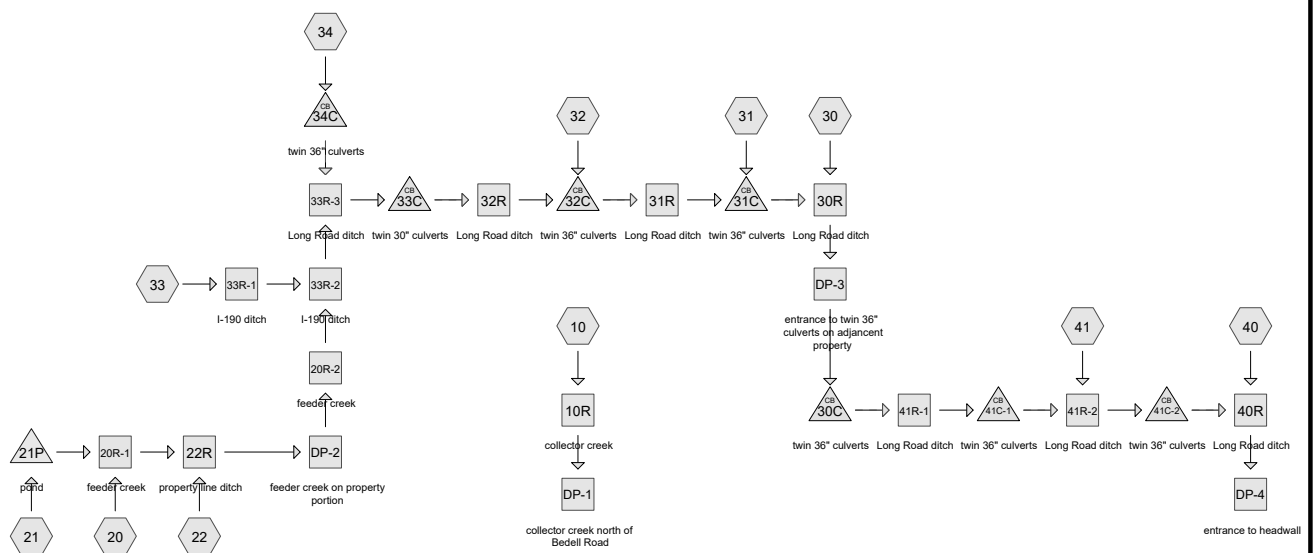 34
CB
34C
twin 36" culverts
32
31
30
33R-3
CB
33C
32R
CB
32C
31R
CB
31C
30R
Long Road ditch
twin 30" culverts
Long Road ditch
twin 36" culverts
Long Road ditch
twin 36" culverts
Long Road ditch
33
33R-1
33R-2
DP-3
I-190 ditch
I-190 ditch
entrance to twin 36"
culverts on adjancent
property
10
41
40
20R-2
feeder creek
10R
CB
30C
41R-1
CB
41C-1
41R-2
CB
41C-2
40R
collector creek
twin 36" culverts
Long Road ditch
twin 36" culverts
Long Road ditch
twin 36" culverts
Long Road ditch
21P
20R-1
22R
DP-2
pond
feeder creek
property line ditch
feeder creek on property
portion
DP-1
DP-4
collector creek north of
Bedell Road
entrance to headwall
21
20
22